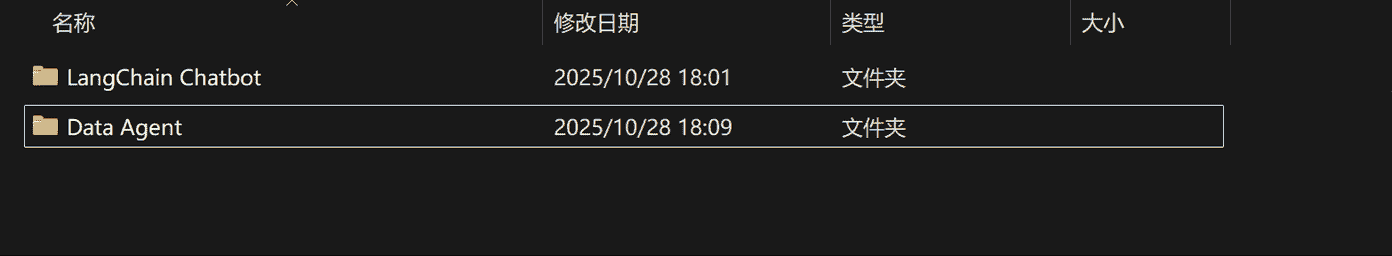 名称 修改日期 类型 大小
LangChain Chatbot 2025/10/28 18:01 文件夹
Data Agent 2025/10/28 18:09 文件夹